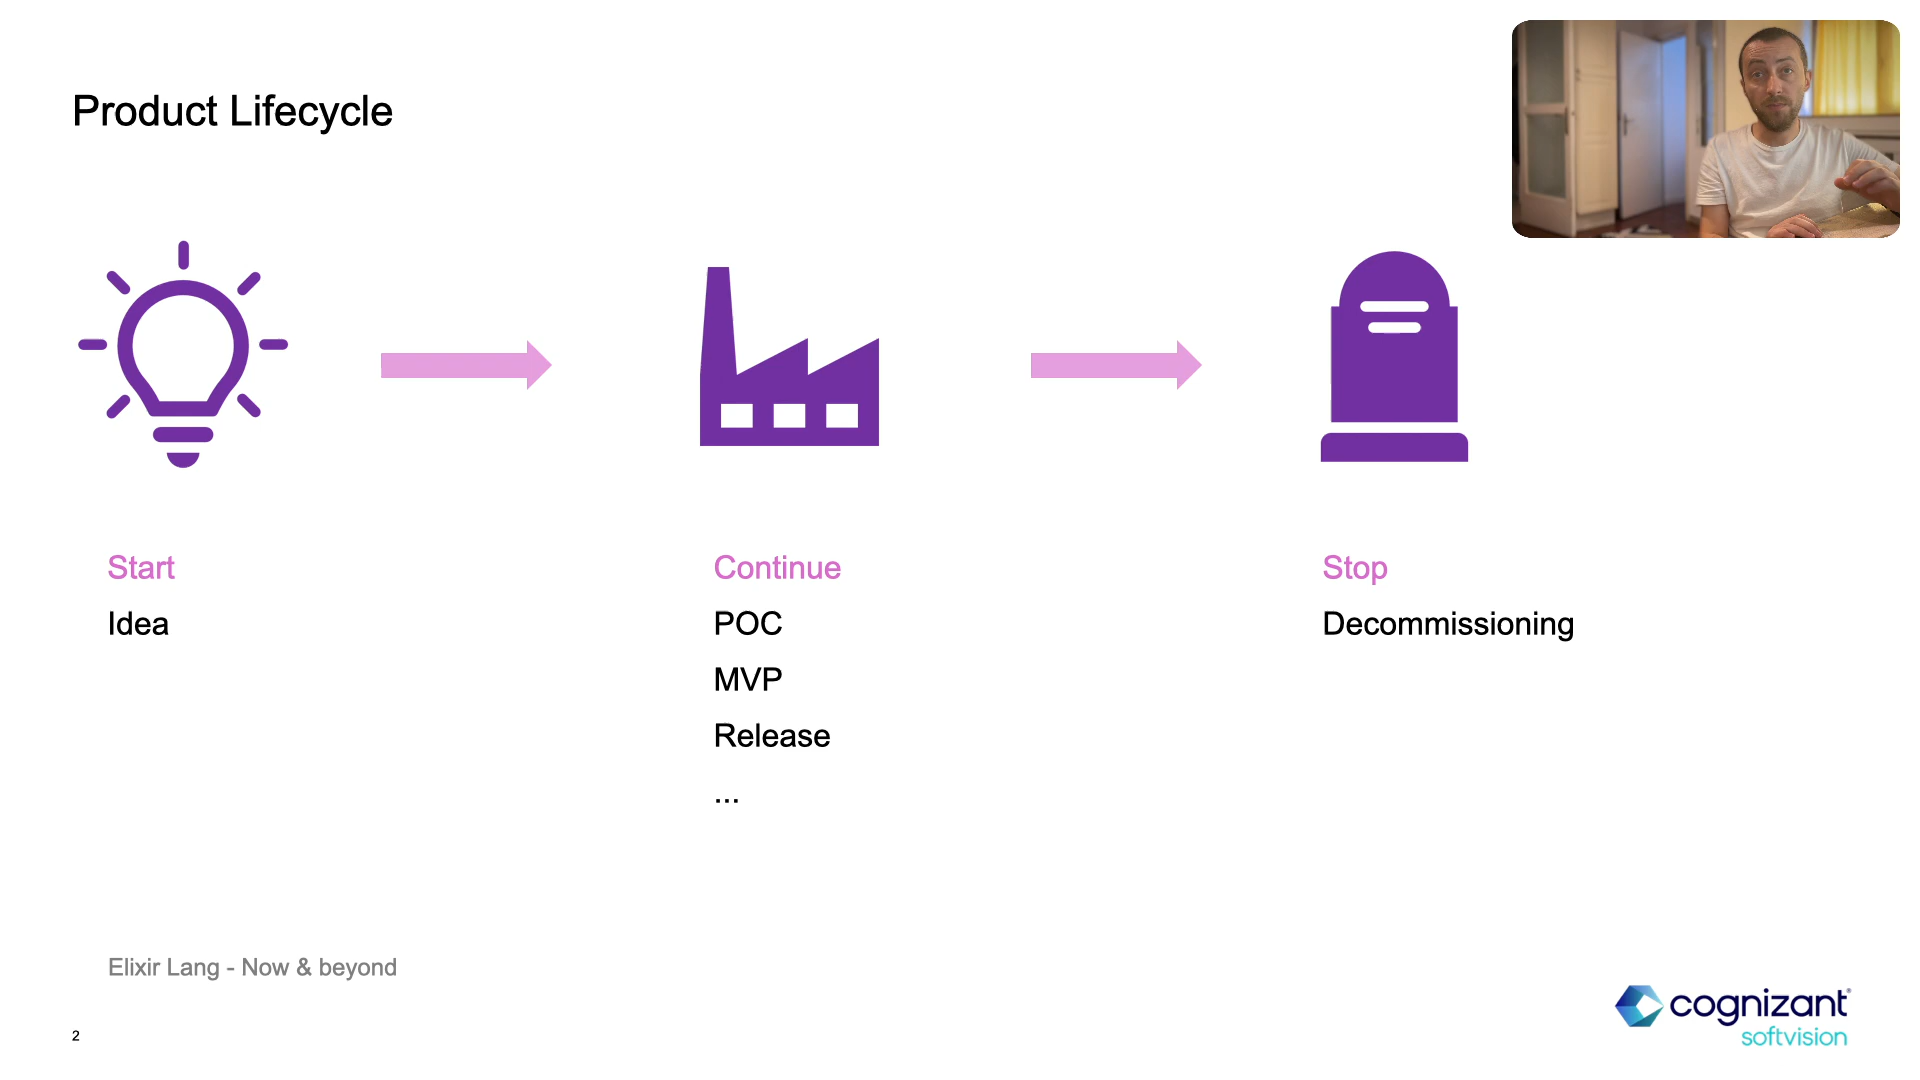 Product Lifecycle
Start
Idea
Continue
POC
MVP
Release
...
Stop
Decommissioning
Elixir Lang - Now & beyond
2
cognizant®
softvision